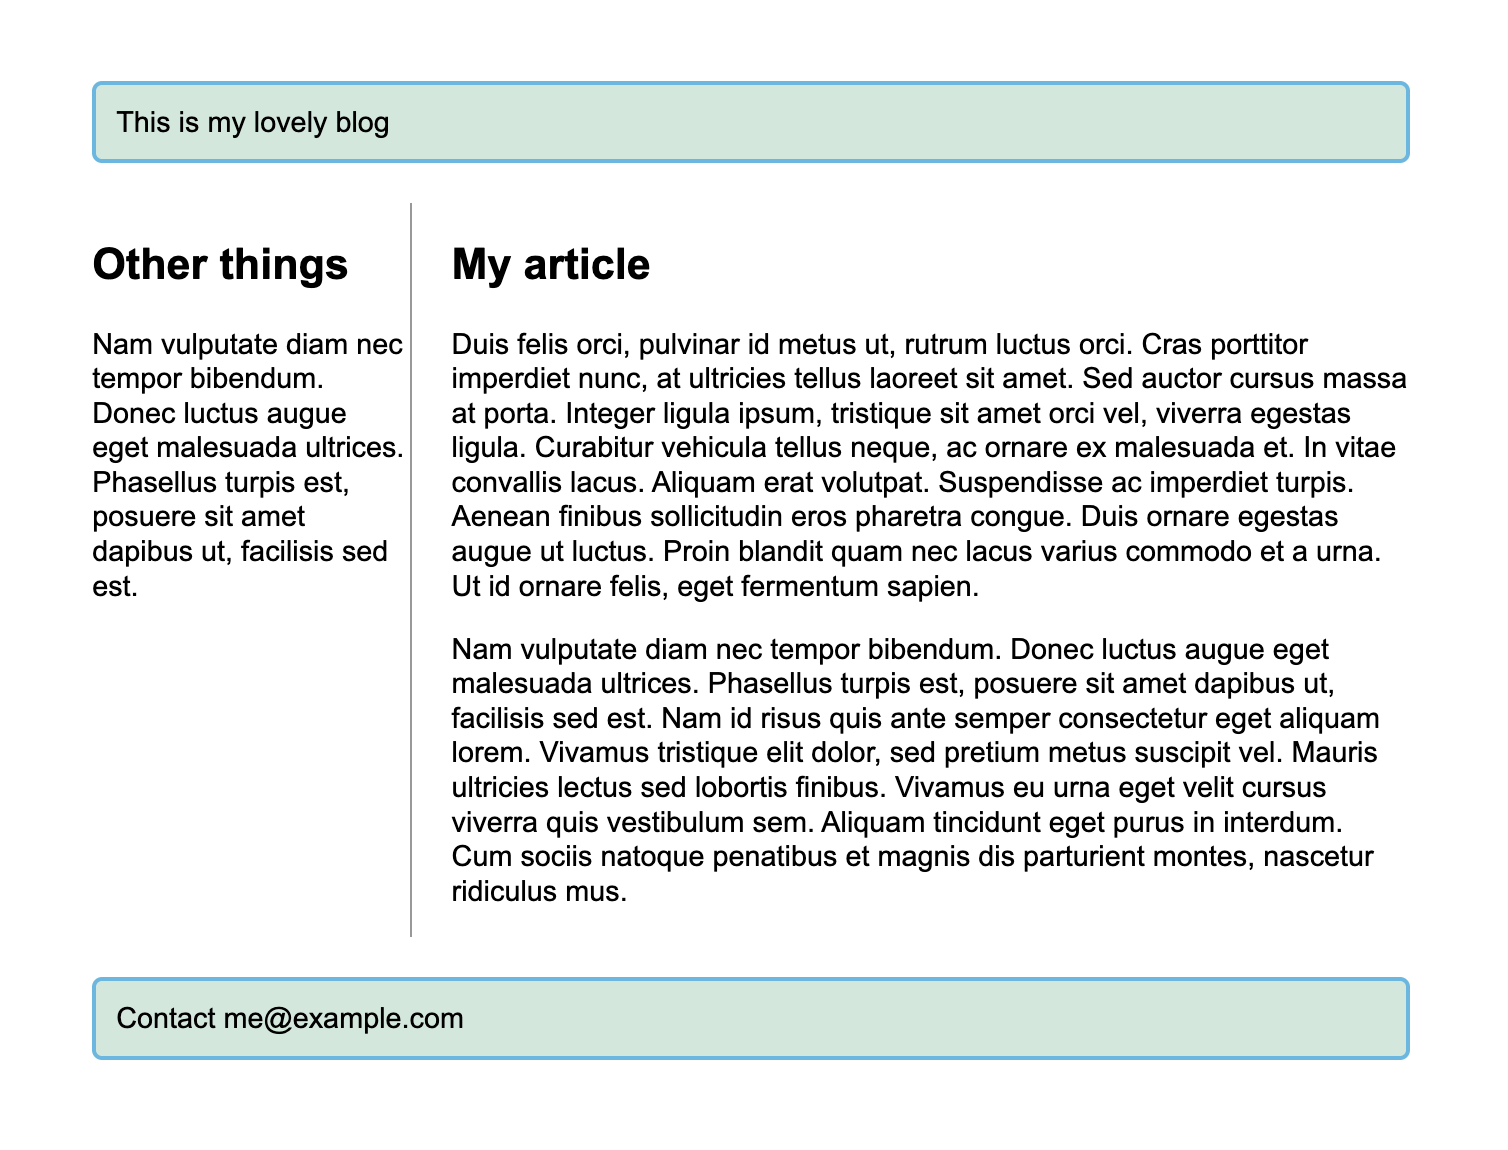 This is my lovely blog
Other things
Nam vulputate diam nec
tempor bibendum.
Donec luctus augue
eget malesuada ultrices.
Phasellus turpis est,
posuere sit amet
dapibus ut, facilisis sed
est.
My article
Duis felis orci, pulvinar id metus ut, rutrum luctus orci. Cras porttitor
imperdiet nunc, at ultricies tellus laoreet sit amet. Sed auctor cursus massa
at porta. Integer ligula ipsum, tristique sit amet orci vel, viverra egestas
ligula. Curabitur vehicula tellus neque, ac ornare ex malesuada et. In vitae
convallis lacus. Aliquam erat volutpat. Suspendisse ac imperdiet turpis.
Aenean finibus sollicitudin eros pharetra congue. Duis ornare egestas
augue ut luctus. Proin blandit quam nec lacus varius commodo et a urna.
Ut id ornare felis, eget fermentum sapien.
Nam vulputate diam nec tempor bibendum. Donec luctus augue eget
malesuada ultrices. Phasellus turpis est, posuere sit amet dapibus ut,
facilisis sed est. Nam id risus quis ante semper consectetur eget aliquam
lorem. Vivamus tristique elit dolor, sed pretium metus suscipit vel. Mauris
ultricies lectus sed lobortis finibus. Vivamus eu urna eget velit cursus
viverra quis vestibulum sem. Aliquam tincidunt eget purus in interdum.
Cum sociis natoque penatibus et magnis dis parturient montes, nascetur
ridiculus mus.
Contact me@example.com